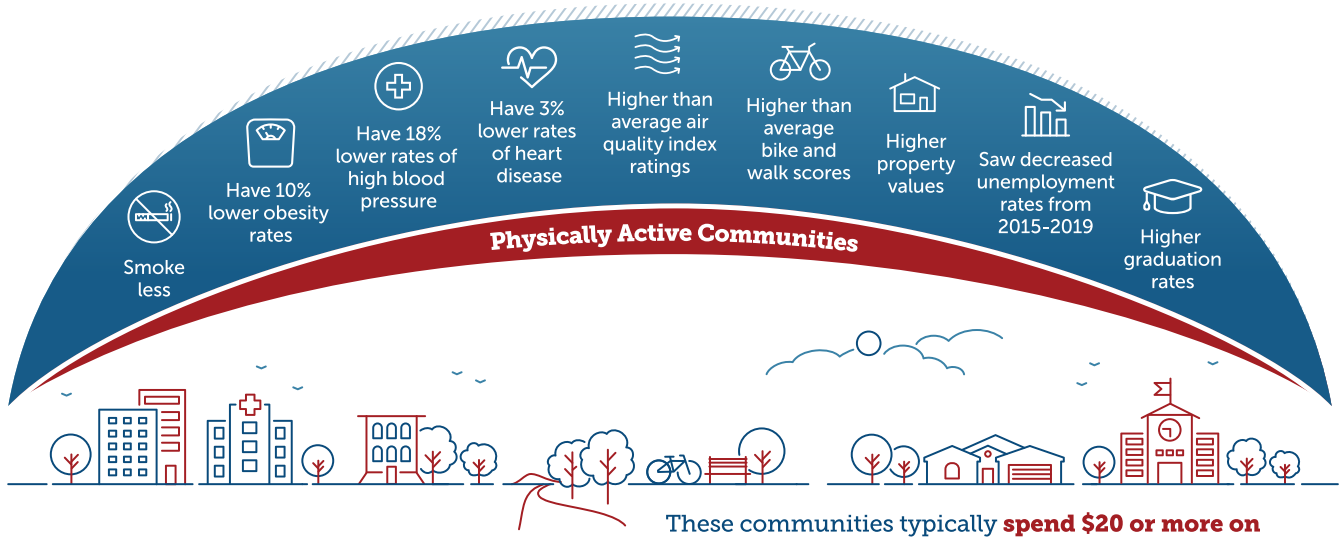 Smoke
less
Have 10%
lower obesity
rates
Have 18%
lower rates of
high blood
pressure
Have 3%
lower rates
of heart
disease
Higher than
average air
quality index
ratings
Higher than
average
bike and
walk scores
Higher
property
values
Saw decreased
unemployment
rates from
2015-2019
Higher
graduation
rates
Physically Active Communities
These communities typically spend $20 or more on